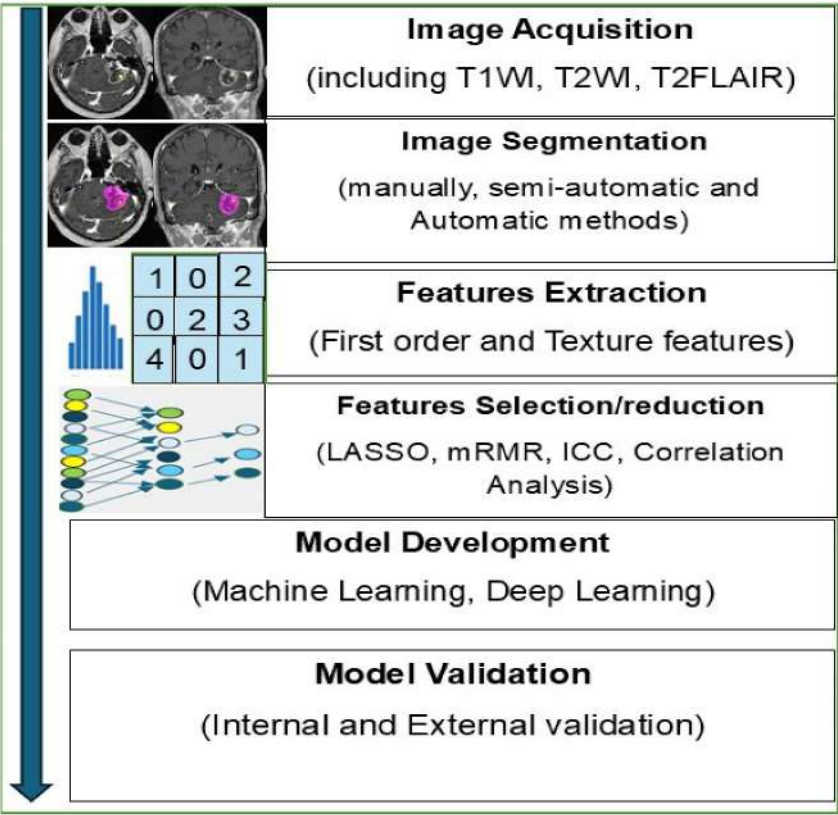 Image Acquisition
(including T1WI, T2WI, T2FLAIR)
Image Segmentation
(manually, semi-automatic and
Automatic methods)
1 0 2
0 2 3
4 0 1
Features Extraction
(First order and Texture features)
Features Selection/reduction
(LASSO, mRMR, ICC, Correlation
Analysis)
Model Development
(Machine Learning, Deep Learning)
Model Validation
(Internal and External validation)